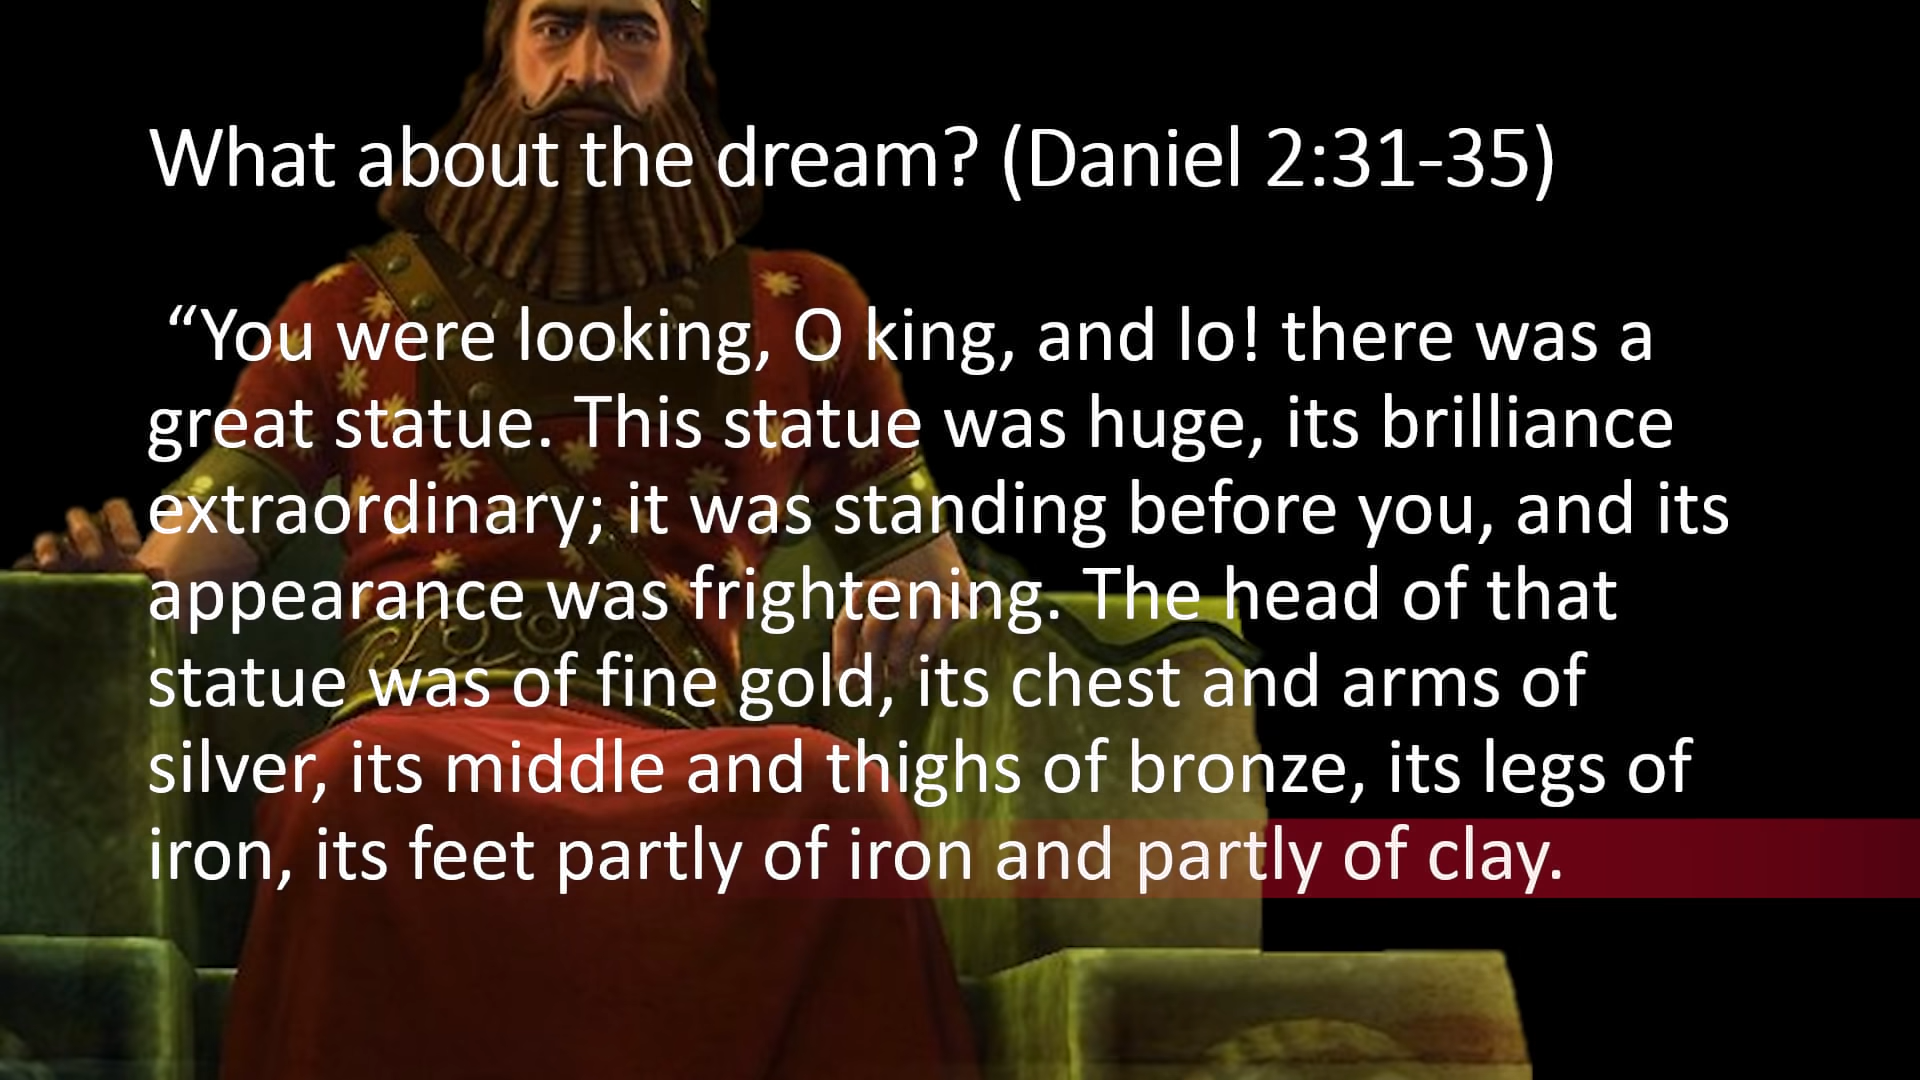 What about the dream? (Daniel 2:31-35)
“You were looking, O king, and lo! there was a
great statue. This statue was huge, its brilliance
extraordinary; it was standing before you, and its
appearance was frightening. The head of that
statue was of fine gold, its chest and arms of
silver, its middle and thighs of bronze, its legs of
iron, its feet partly of iron and partly of clay.